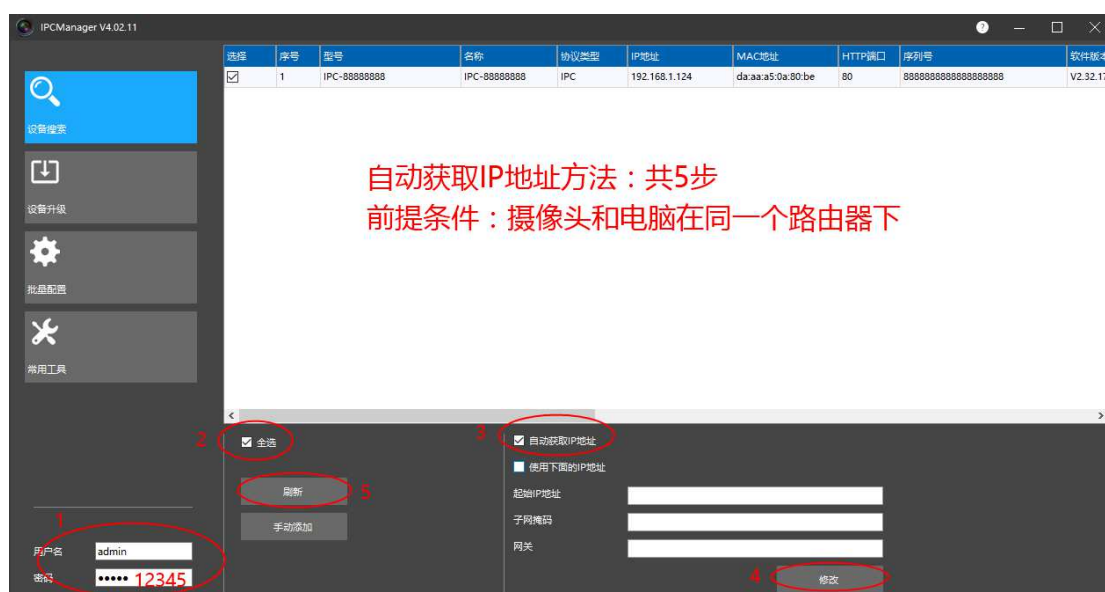 IPCManager V4.02.11
?
选择 序号 型号 名称 协议类型 IP地址 MAC地址 HTTP端口 序列号 软件版本
1 IPC-88888888 IPC-88888888 IPC 192.168.1.124 da:aa:a5:0a:80:be 80 8888888888888888888 V2.32.17
设备搜索
设备升级
批量配置
常用工具
自动获取IP地址方法：共5步
前提条件：摄像头和电脑在同一个路由器下
2 全选
3 自动获取IP地址
使用下面的IP地址
刷新 5
起始IP地址
手动添加
子网掩码
网关
4 修改
1
用户名 admin
密码 ••••• 12345